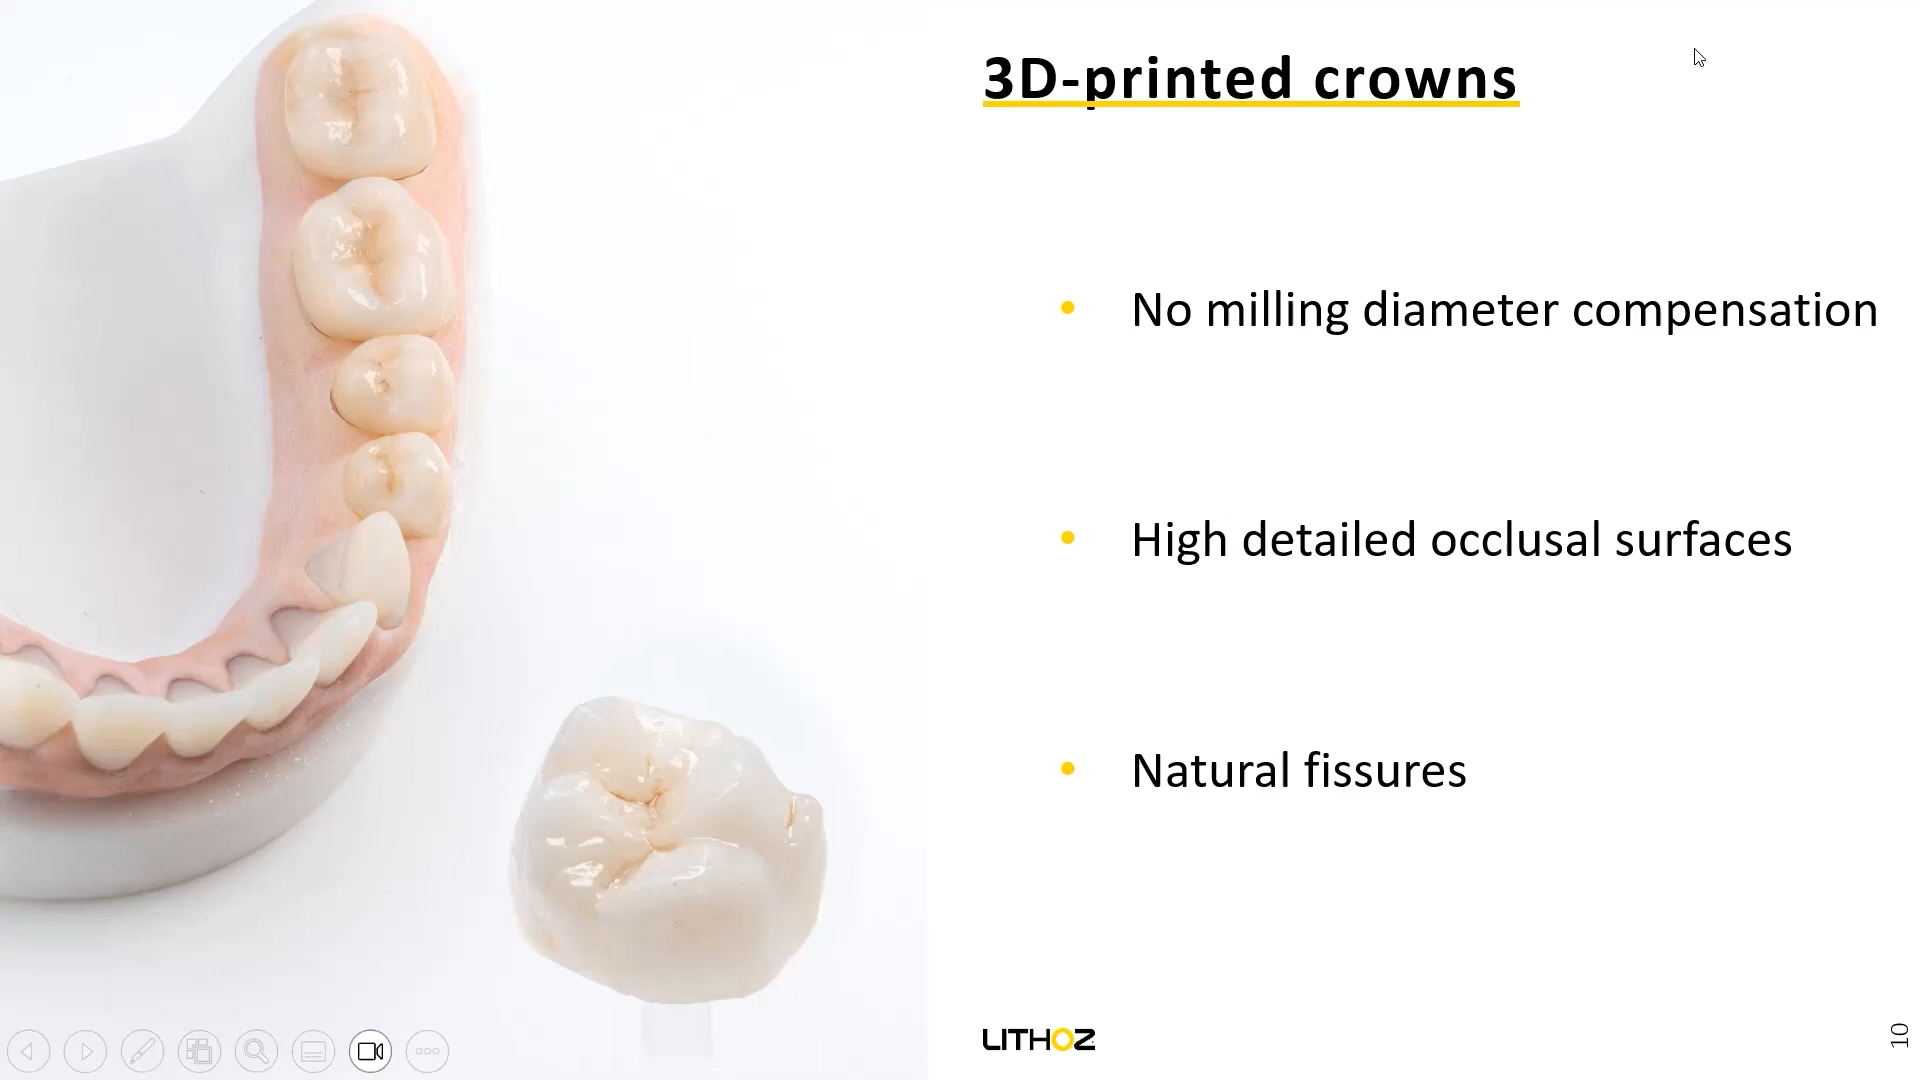 3D-printed crowns
• No milling diameter compensation
• High detailed occlusal surfaces
• Natural fissures
LITHOZ
10